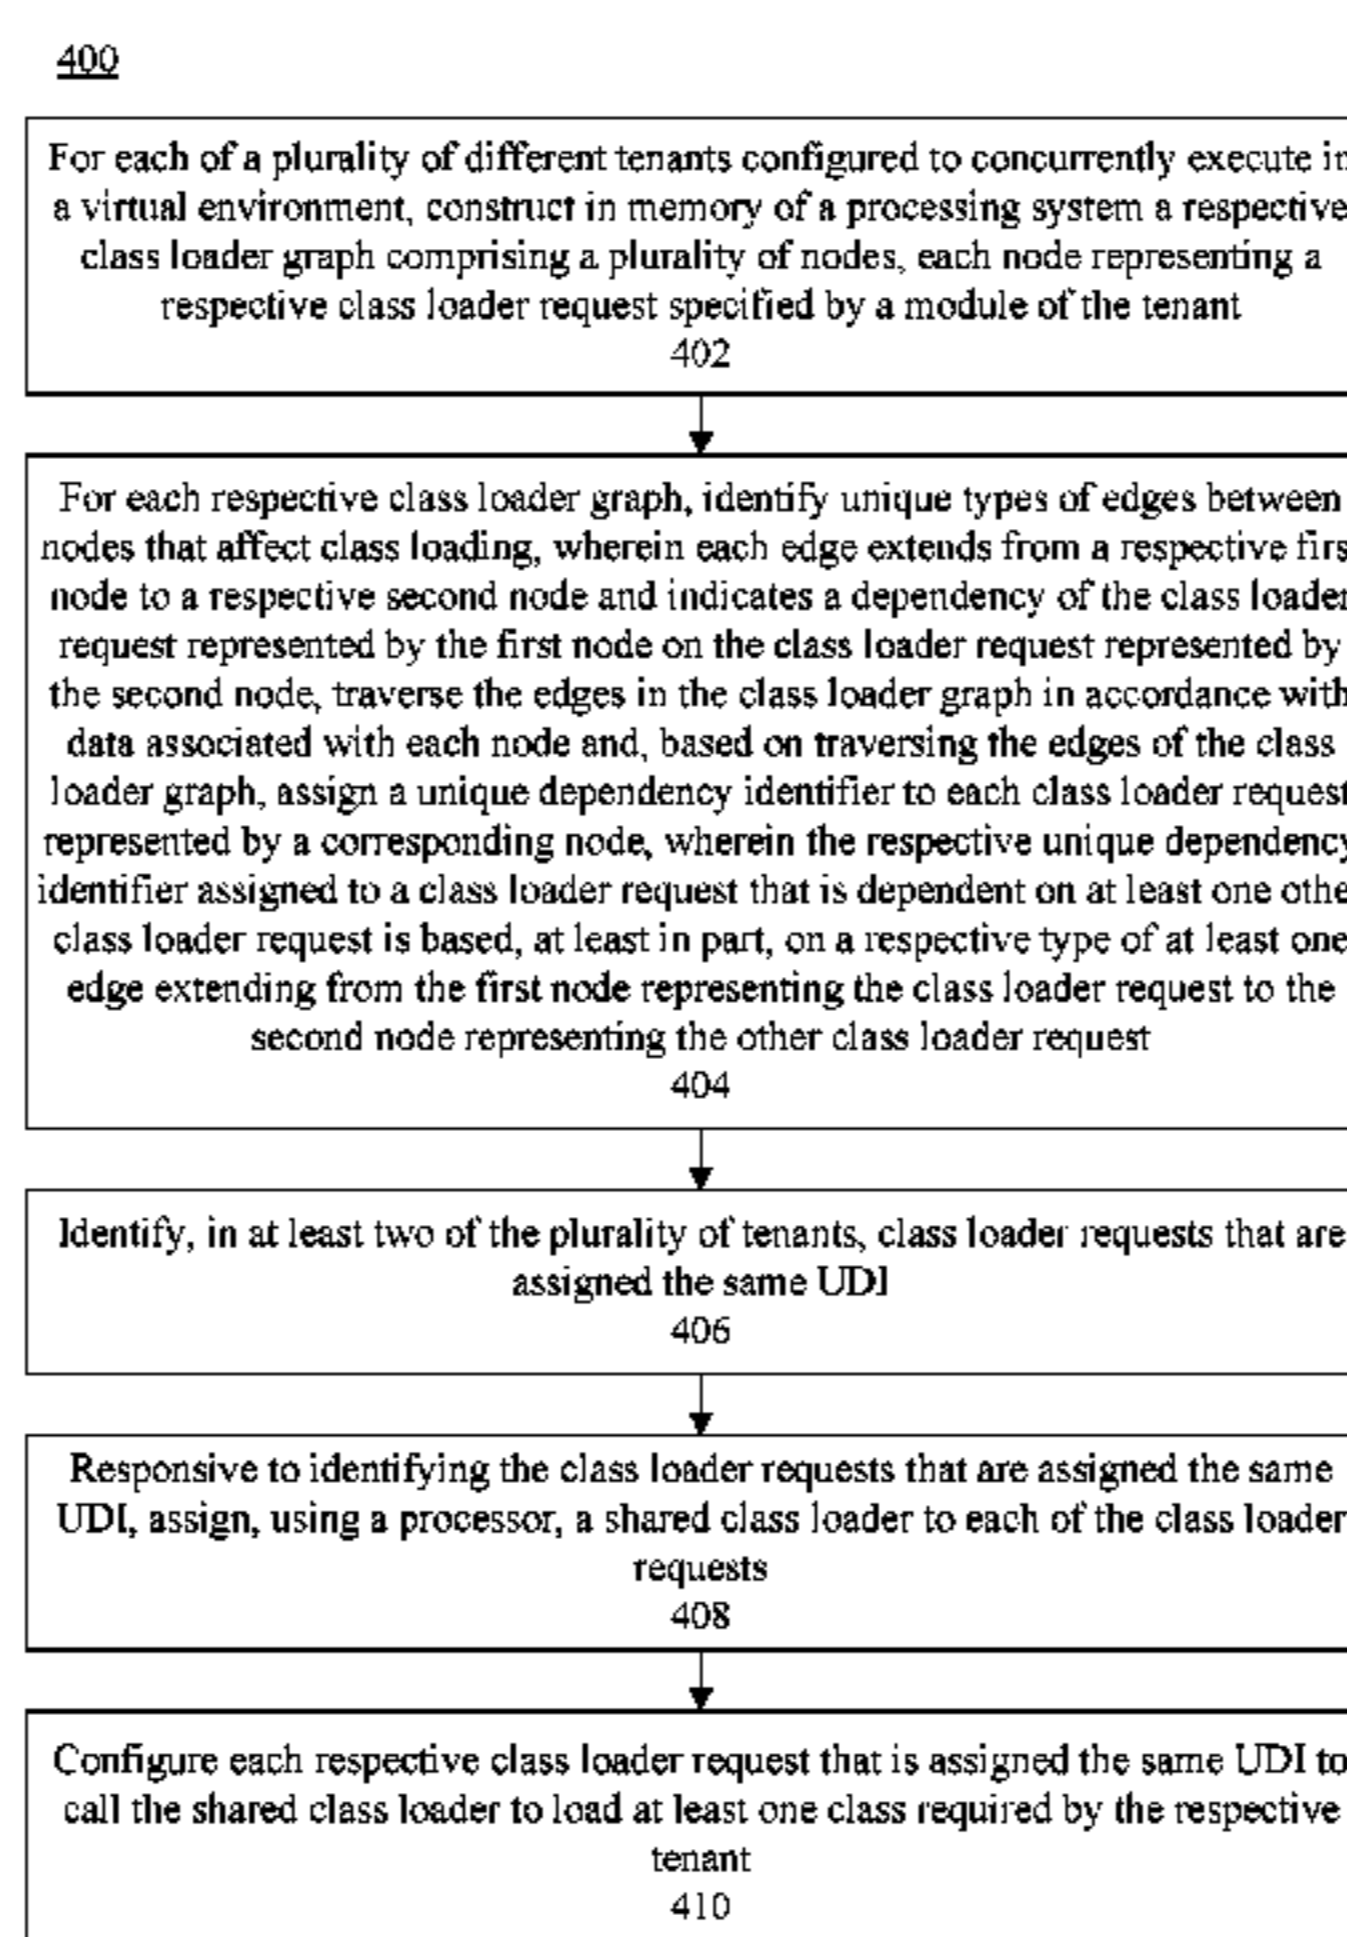 400
For each of a plurality of different tenants configured to concurrently execute in
a virtual environment, construct in memory of a processing system a respective
class loader graph comprising a plurality of nodes, each node representing a
respective class loader request specified by a module of the tenant
402
For each respective class loader graph, identify unique types of edges between
nodes that affect class loading, wherein each edge extends from a respective firs
node to a respective second node and indicates a dependency of the class loader
request represented by the first node on the class loader request represented by
the second node, traverse the edges in the class loader graph in accordance with
data associated with each node and, based on traversing the edges of the class
loader graph, assign a unique dependency identifier to each class loader request
represented by a corresponding node, wherein the respective unique dependency
identifier assigned to a class loader request that is dependent on at least one othe
class loader request is based, at least in part, on a respective type of at least one
edge extending from the first node representing the class loader request to the
second node representing the other class loader request
404
Identify, in at least two of the plurality of tenants, class loader requests that are
assigned the same UDI
406
Responsive to identifying the class loader requests that are assigned the same
UDI, assign, using a processor, a shared class loader to each of the class loader
requests
408
Configure each respective class loader request that is assigned the same UDI to
call the shared class loader to load at least one class required by the respective
tenant
410